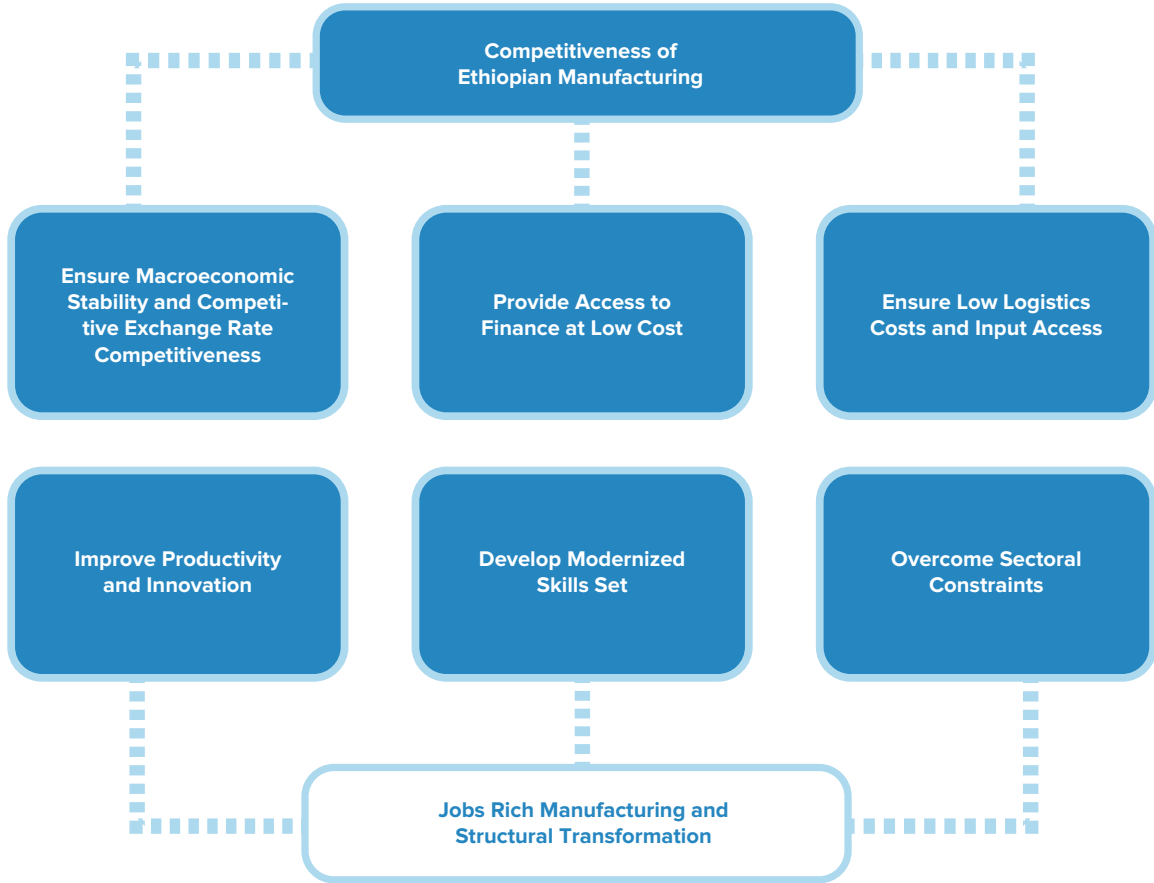 Competitiveness of
Ethiopian Manufacturing
Ensure Macroeconomic
Stability and Competi-
tive Exchange Rate
Competitiveness
Provide Access to
Finance at Low Cost
Ensure Low Logistics
Costs and Input Access
Improve Productivity
and Innovation
Develop Modernized
Skills Set
Overcome Sectoral
Constraints
Jobs Rich Manufacturing and
Structural Transformation